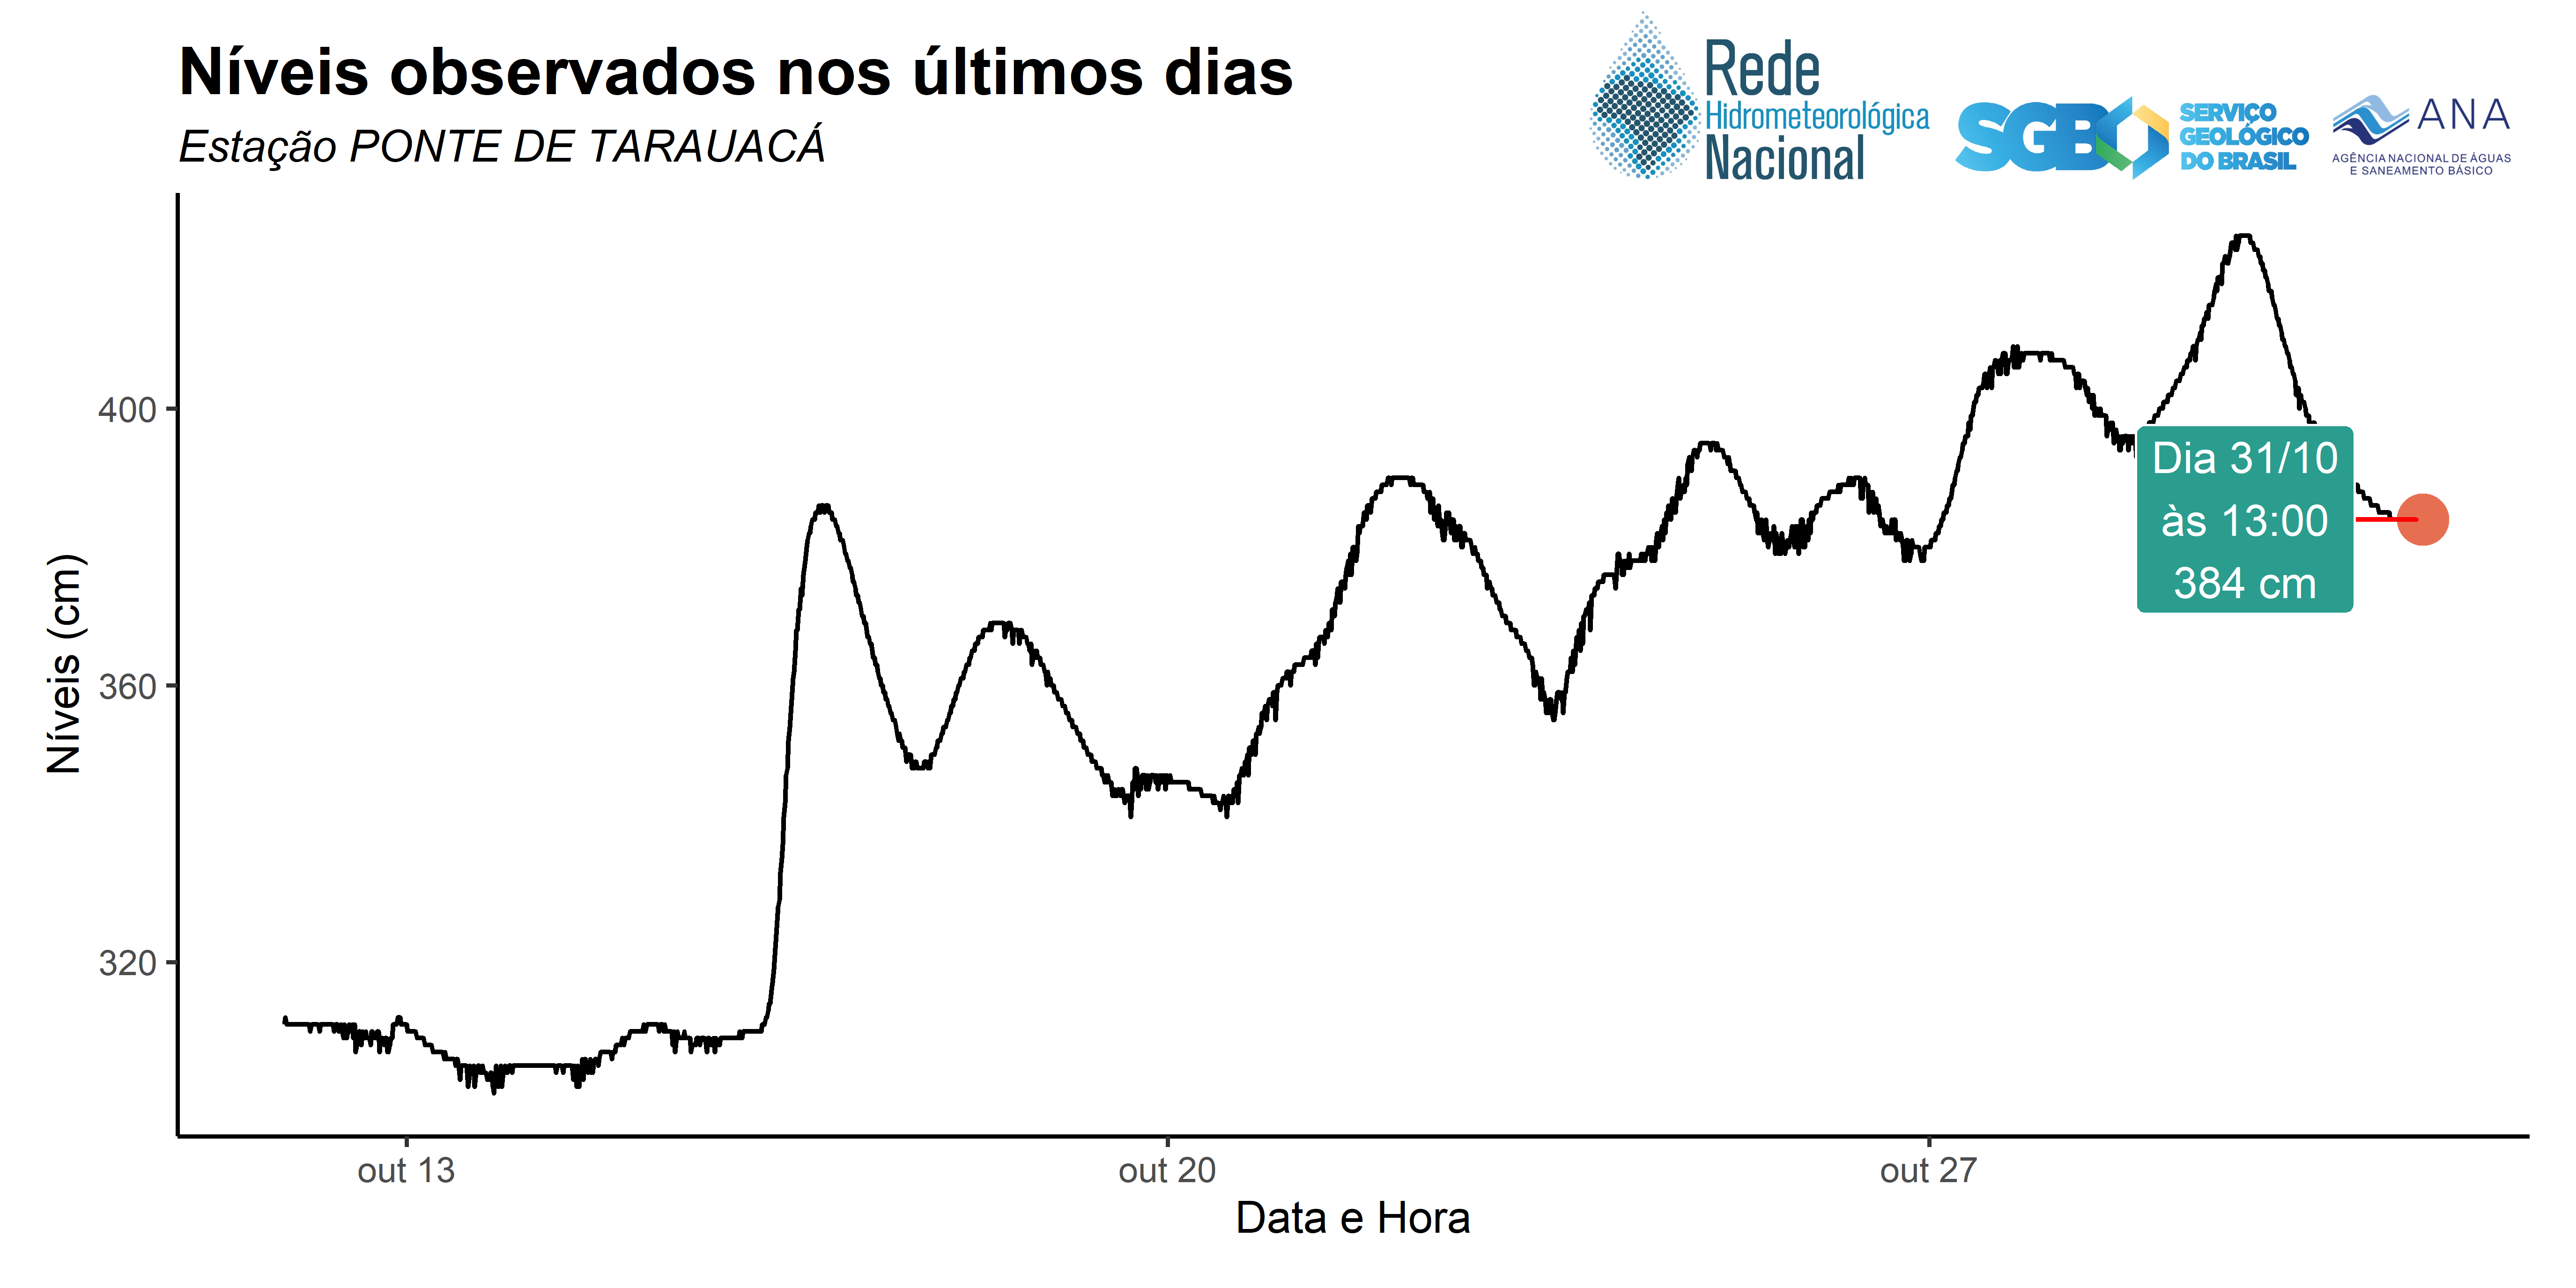 Níveis observados nos últimos dias
Estação PONTE DE TARAUACÁ
Rede
Hidrometeorológica
Nacional
SGB
SERVIÇO
GEOLÓGICO
DO BRASIL
ANA
AGÊNCIA NACIONAL DE ÁGUAS
E SANEAMENTO BÁSICO
Níveis (cm)
400
360
320
Dia 31/10
às 13:00
384 cm
out 13
out 20
out 27
Data e Hora